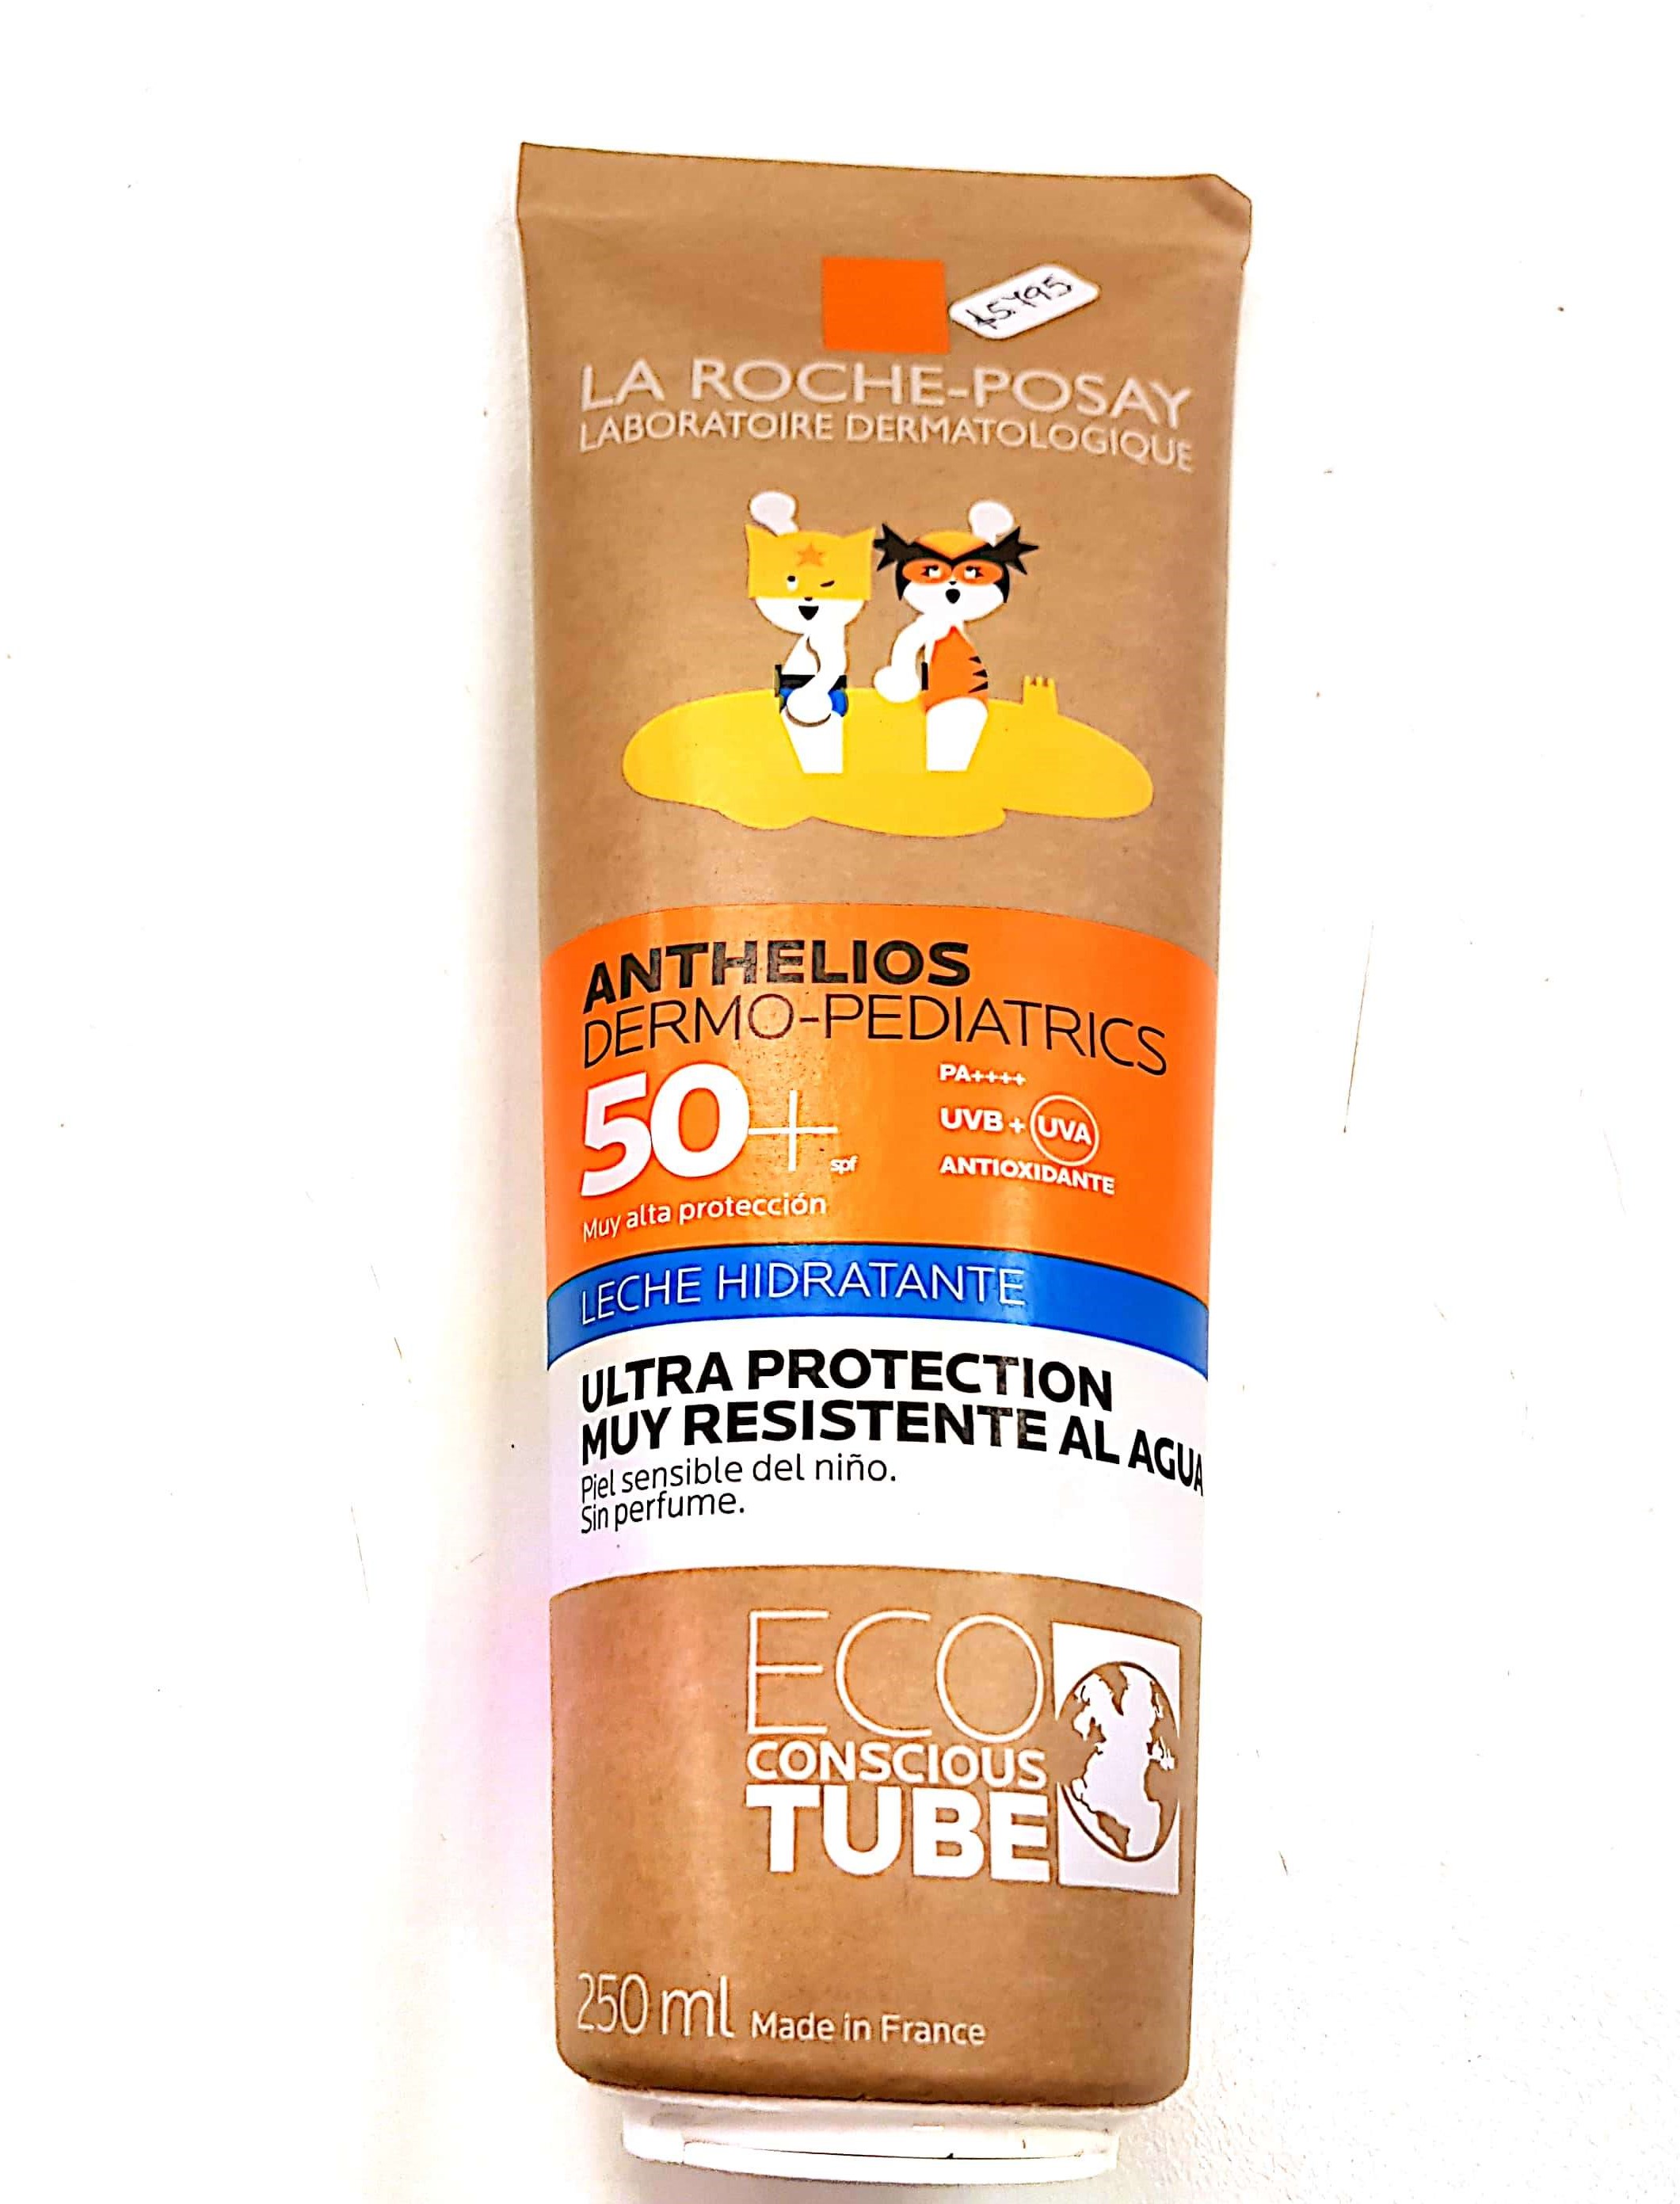 $5.495
LA ROCHE-POSAY
LABORATOIRE DERMATOLOGIQUE
ANTHELIOS
DERMO-PEDIATRICS
50+ spf
PA++++
UVB + UVA
ANTIOXIDANTE
Muy alta protección
LECHE HIDRATANTE
ULTRA PROTECTION
MUY RESISTENTE AL AGUA
Piel sensible del niño.
Sin perfume.
ECO
CONSCIOUS
TUBE
250 ml Made in France